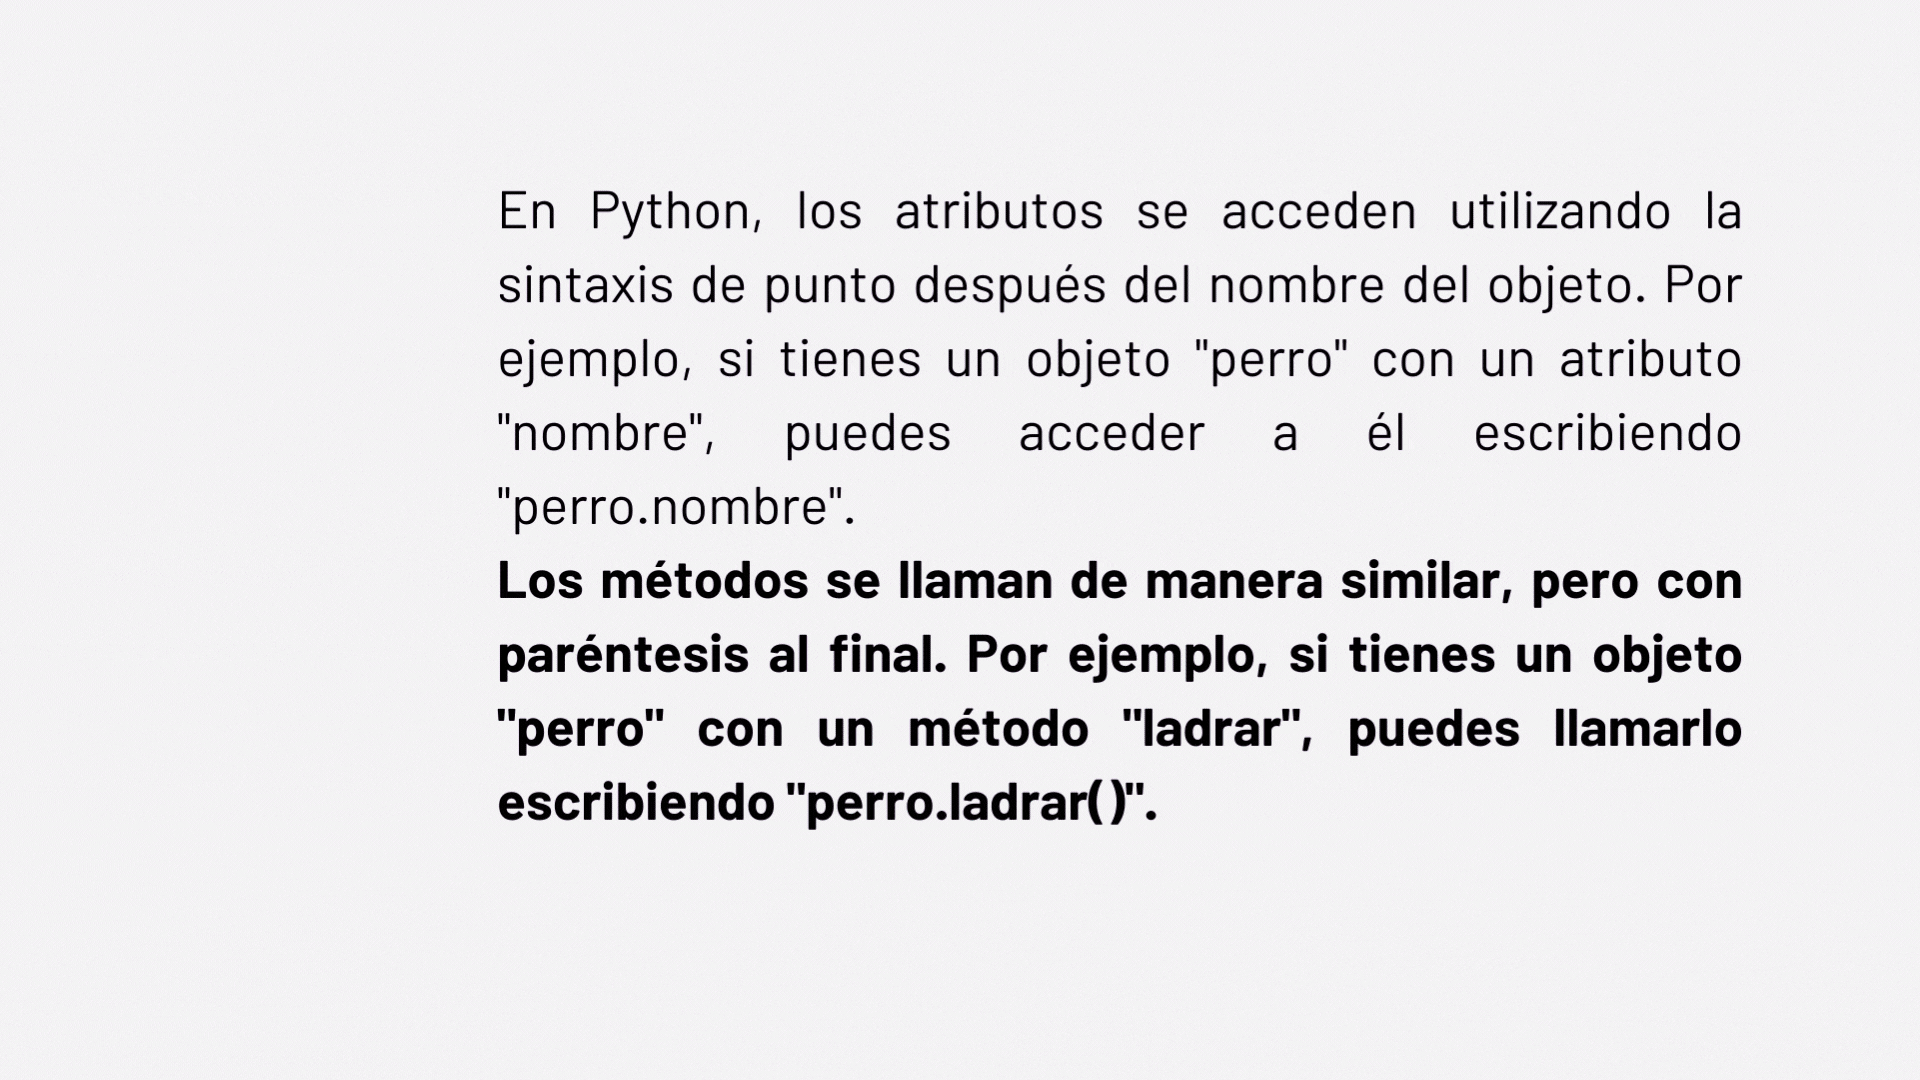 En Python, los atributos se acceden utilizando la
sintaxis de punto después del nombre del objeto. Por
ejemplo, si tienes un objeto "perro" con un atributo
"nombre", puedes acceder a él escribiendo
"perro.nombre".
Los métodos se llaman de manera similar, pero con
paréntesis al final. Por ejemplo, si tienes un objeto
"perro" con un método "ladrar", puedes llamarlo
escribiendo "perro.ladrar()".